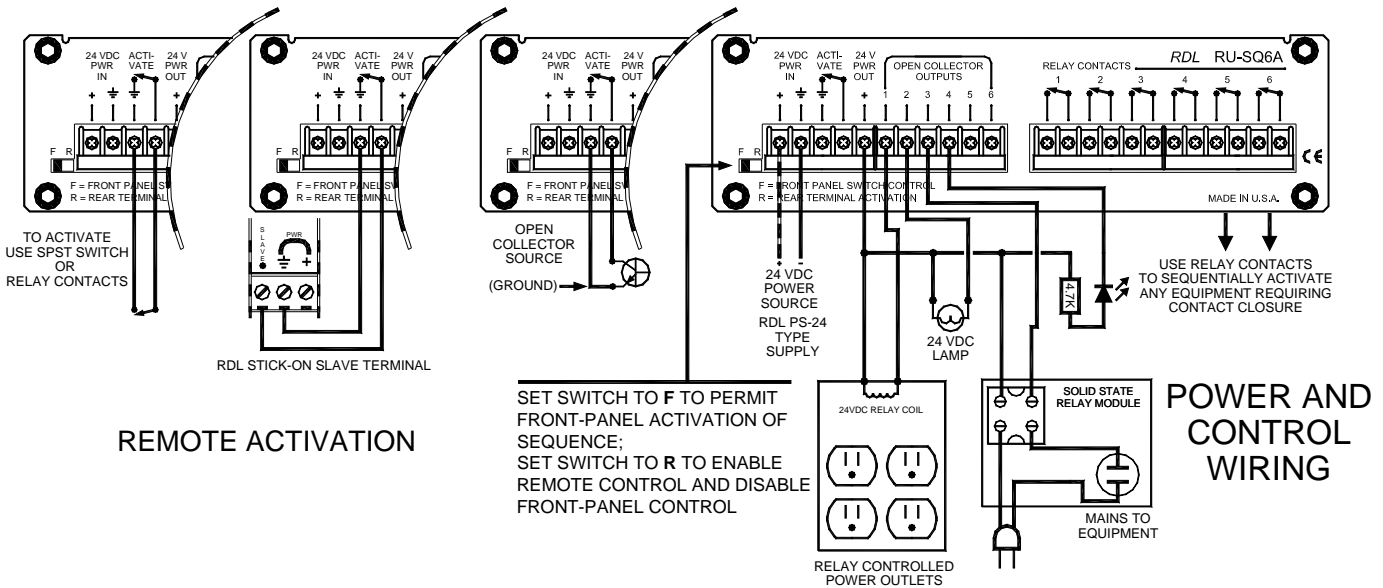 24 VDC PWR IN
ACTI-VATE
24 V PWR OUT
+
+
F R
F = FRONT PANEL SW
R = REAR TERMINAL
TO ACTIVATE
USE SPST SWITCH
OR
RELAY CONTACTS
24 VDC PWR IN
ACTI-VATE
24 V PWR OUT
+
+
F R
F = FRONT PANEL SW
R = REAR TERMINAL
SLAVE
PWR
+
RDL STICK-ON SLAVE TERMINAL
REMOTE ACTIVATION
24 VDC PWR IN
ACTI-VATE
24 V PWR OUT
+
+
F R
F = FRONT PANEL SW
R = REAR TERMINAL
OPEN
COLLECTOR
SOURCE
(GROUND)
24 VDC PWR IN
ACTI-VATE
24 V PWR OUT
+
+
OPEN COLLECTOR
OUTPUTS
1 2 3 4 5 6
RELAY CONTACTS
RDL RU-SQ6A
1 2 3 4 5 6
F R
F = FRONT PANEL SWITCH CONTROL
R = REAR TERMINAL ACTIVATION
CE
MADE IN U.S.A.
+ -
24 VDC
POWER
SOURCE
RDL PS-24
TYPE
SUPPLY
24 VDC
LAMP
4.7K
USE RELAY CONTACTS
TO SEQUENTIALLY ACTIVATE
ANY EQUIPMENT REQUIRING
CONTACT CLOSURE
SET SWITCH TO F TO PERMIT
FRONT-PANEL ACTIVATION OF
SEQUENCE;
SET SWITCH TO R TO ENABLE
REMOTE CONTROL AND DISABLE
FRONT-PANEL CONTROL
24VDC RELAY COIL
RELAY CONTROLLED
POWER OUTLETS
SOLID STATE
RELAY MODULE
MAINS TO
EQUIPMENT
POWER AND
CONTROL
WIRING